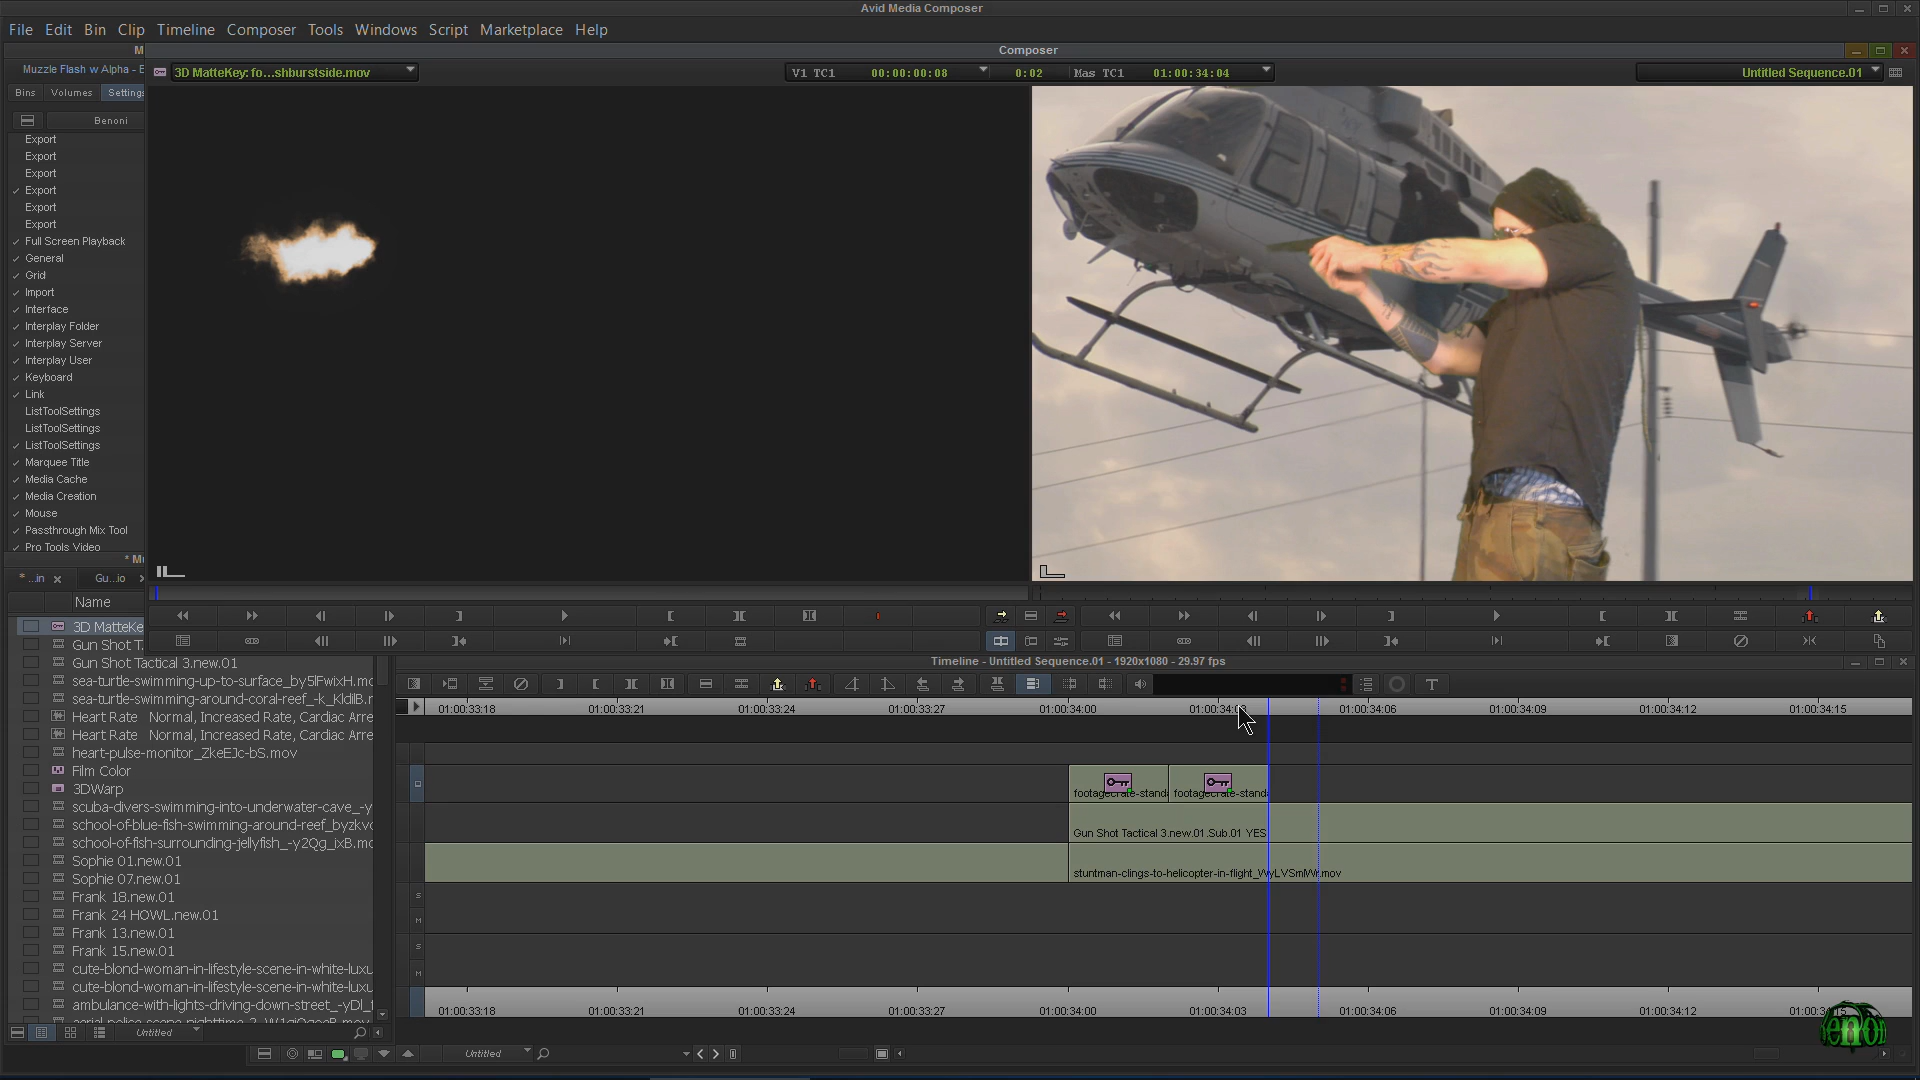 Avid Media Composer
File Edit Bin Clip Timeline Composer Tools Windows Script Marketplace Help
Composer
Muzzle Flash w Alpha - E
3D MatteKey: fo...shburstside.mov
V1 TC1 00:00:00:08 0:02 Mas TC1 01:00:34:04
Untitled Sequence.01
Bins Volumes Settings
Benoni
Export
Export
Export
Export
Export
Export
Full Screen Playback
General
Grid
Import
Interface
Interplay Folder
Interplay Server
Interplay User
Keyboard
Link
ListToolSettings
ListToolSettings
ListToolSettings
Marquee Title
Media Cache
Media Creation
Mouse
Passthrough Mix Tool
Pro Tools Video
* ...in Gu...io
Name
3D MatteKe
Gun Shot T
Gun Shot Tactical 3.new.01
sea-turtle-swimming-up-to-surface_by5lFwixH.mo
sea-turtle-swimming-around-coral-reef_-k_KldilB.r
Heart Rate Normal, Increased Rate, Cardiac Arre
Heart Rate Normal, Increased Rate, Cardiac Arre
heart-pulse-monitor_ZkeEJc-bS.mov
Film Color
3DWarp
scuba-divers-swimming-into-underwater-cave_-y
school-of-blue-fish-swimming-around-reef_byzkvo
school-of-fish-surrounding-jellyfish_-y2Qg_ixB.mo
Sophie 01.new.01
Sophie 07.new.01
Frank 18.new.01
Frank 24 HOWL.new.01
Frank 13.new.01
Frank 15.new.01
cute-blond-woman-in-lifestyle-scene-in-white-luxu
cute-blond-woman-in-lifestyle-scene-in-white-luxu
ambulance-with-lights-driving-down-street_-yDl_
Untitled
Timeline - Untitled Sequence.01 - 1920x1080 - 29.97 fps
01:00:33:18 01:00:33:21 01:00:33:24 01:00:33:27 01:00:34:00 01:00:34:03 01:00:34:06 01:00:34:09 01:00:34:12 01:00:34:15
footagecrate-standa footagecrate-standa
Gun Shot Tactical 3.new.01.Sub.01 YES
stuntman-clings-to-helicopter-in-flight_WyLVSmlWr.mov
S
M
S
M
01:00:33:18 01:00:33:21 01:00:33:24 01:00:33:27 01:00:34:00 01:00:34:03 01:00:34:06 01:00:34:09 01:00:34:12
Untitled